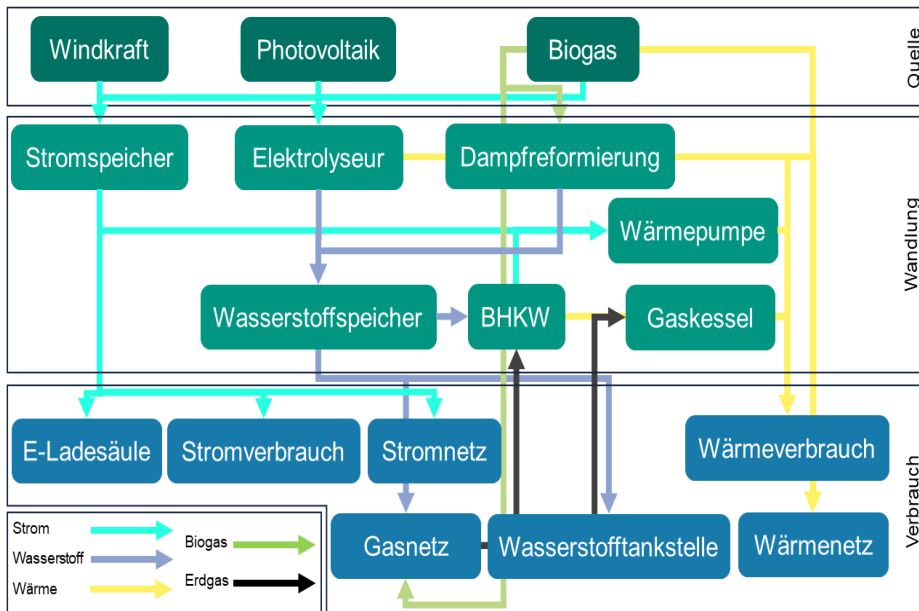 Windkraft
Photovoltaik
Biogas
Quelle
Stromspeicher
Elektrolyseur
Dampfreformierung
Wärmepumpe
Wandlung
Wasserstoffspeicher
BHKW
Gaskessel
E-Ladesäule
Stromverbrauch
Stromnetz
Wärmeverbrauch
Verbrauch
Gasnetz
Wasserstofftankstelle
Wärmenetz
Strom
Wasserstoff
Wärme
Biogas
Erdgas